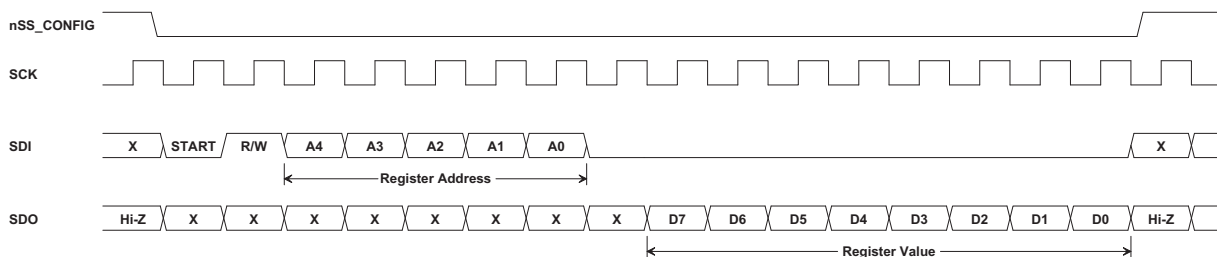 nSS_CONFIG
SCK
SDI X START R/W A4 A3 A2 A1 A0 X
Register Address
SDO Hi-Z X X X X X X X X D7 D6 D5 D4 D3 D2 D1 D0 Hi-Z
Register Value